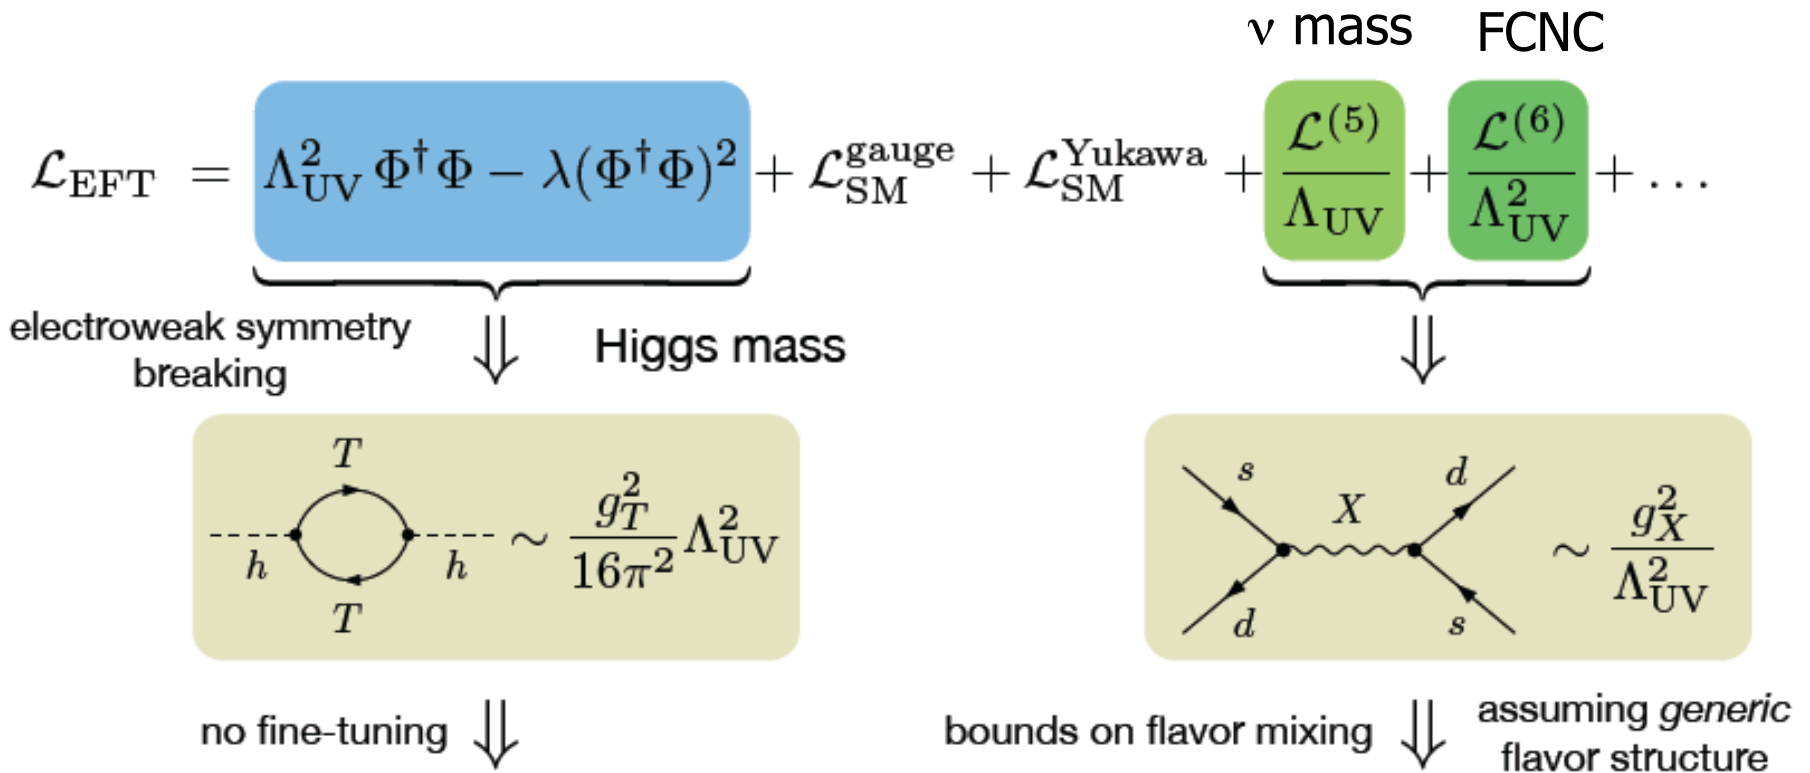 ν mass FCNC
ℒ_EFT = Λ²_UV Φ†Φ − λ(Φ†Φ)² + ℒ^gauge_SM + ℒ^Yukawa_SM + ℒ^(5)/Λ_UV + ℒ^(6)/Λ²_UV + ...
electroweak symmetry
breaking
Higgs mass
T
h h
T
∼ g²_T/16π² Λ²_UV
s X d
d s
∼ g²_X/Λ²_UV
no fine-tuning
bounds on flavor mixing
assuming generic
flavor structure